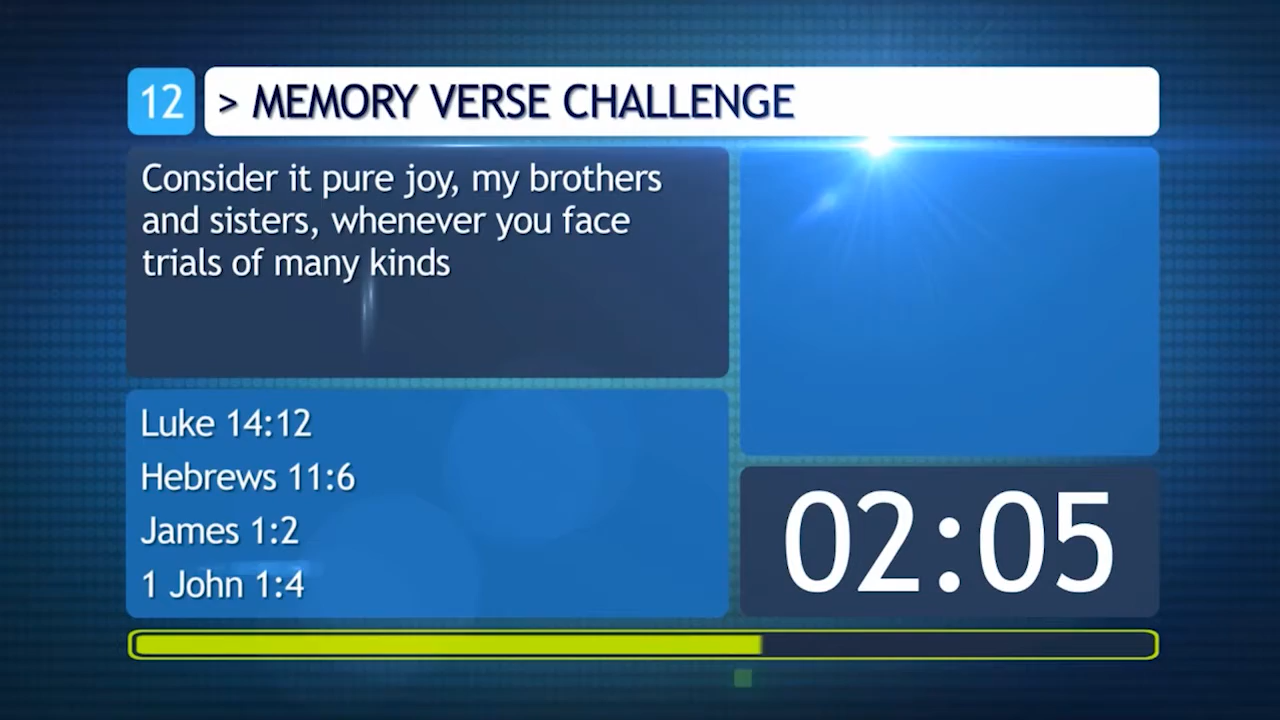 12 > MEMORY VERSE CHALLENGE
Consider it pure joy, my brothers
and sisters, whenever you face
trials of many kinds
Luke 14:12
Hebrews 11:6
James 1:2
1 John 1:4
02:05